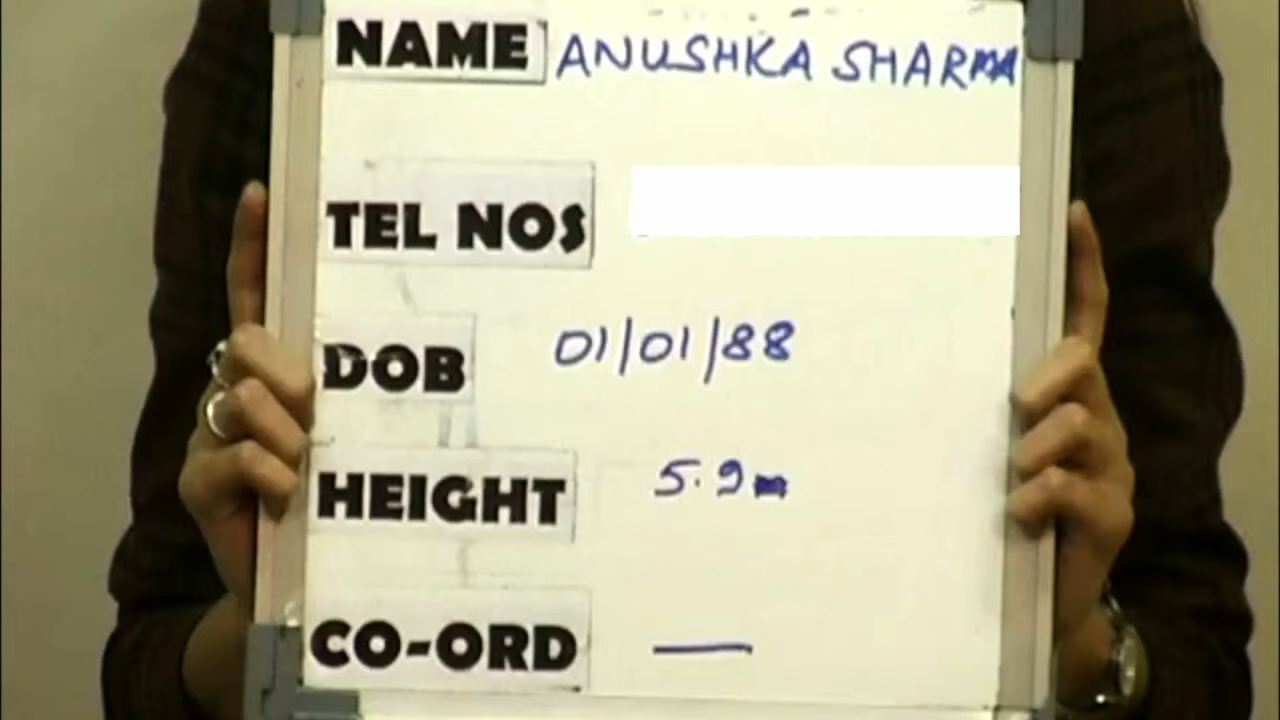 NAME ANUSHKA SHARMA
TEL NOS
DOB 01/01/88
HEIGHT 5.9
CO-ORD —